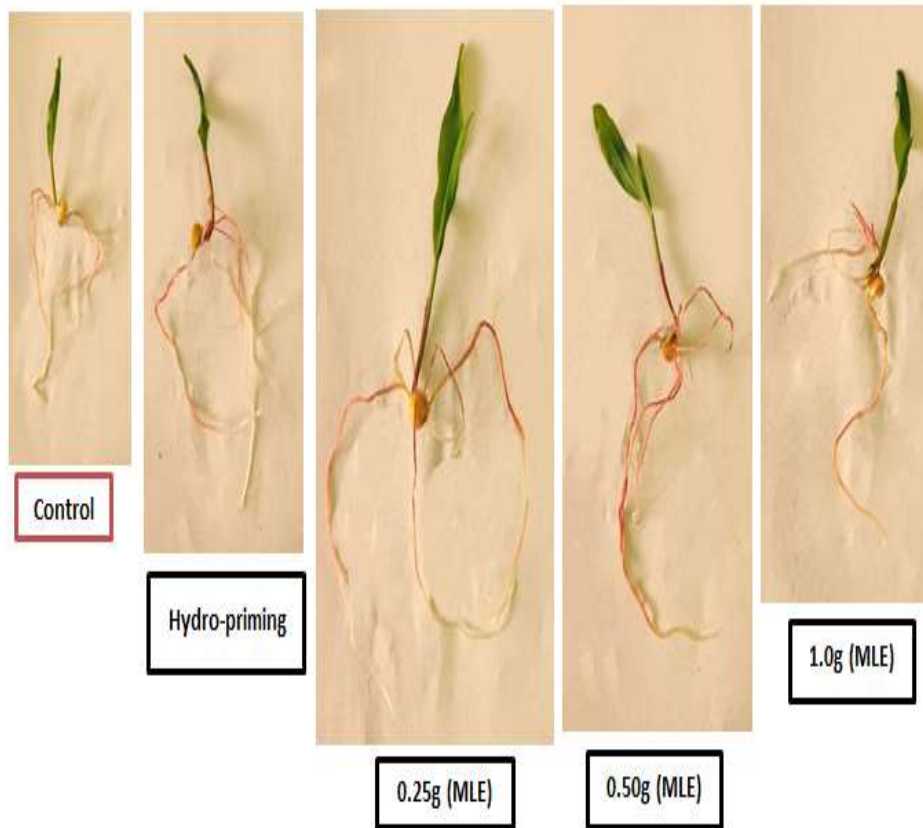 Control
Hydro-priming
0.25g (MLE)
0.50g (MLE)
1.0g (MLE)